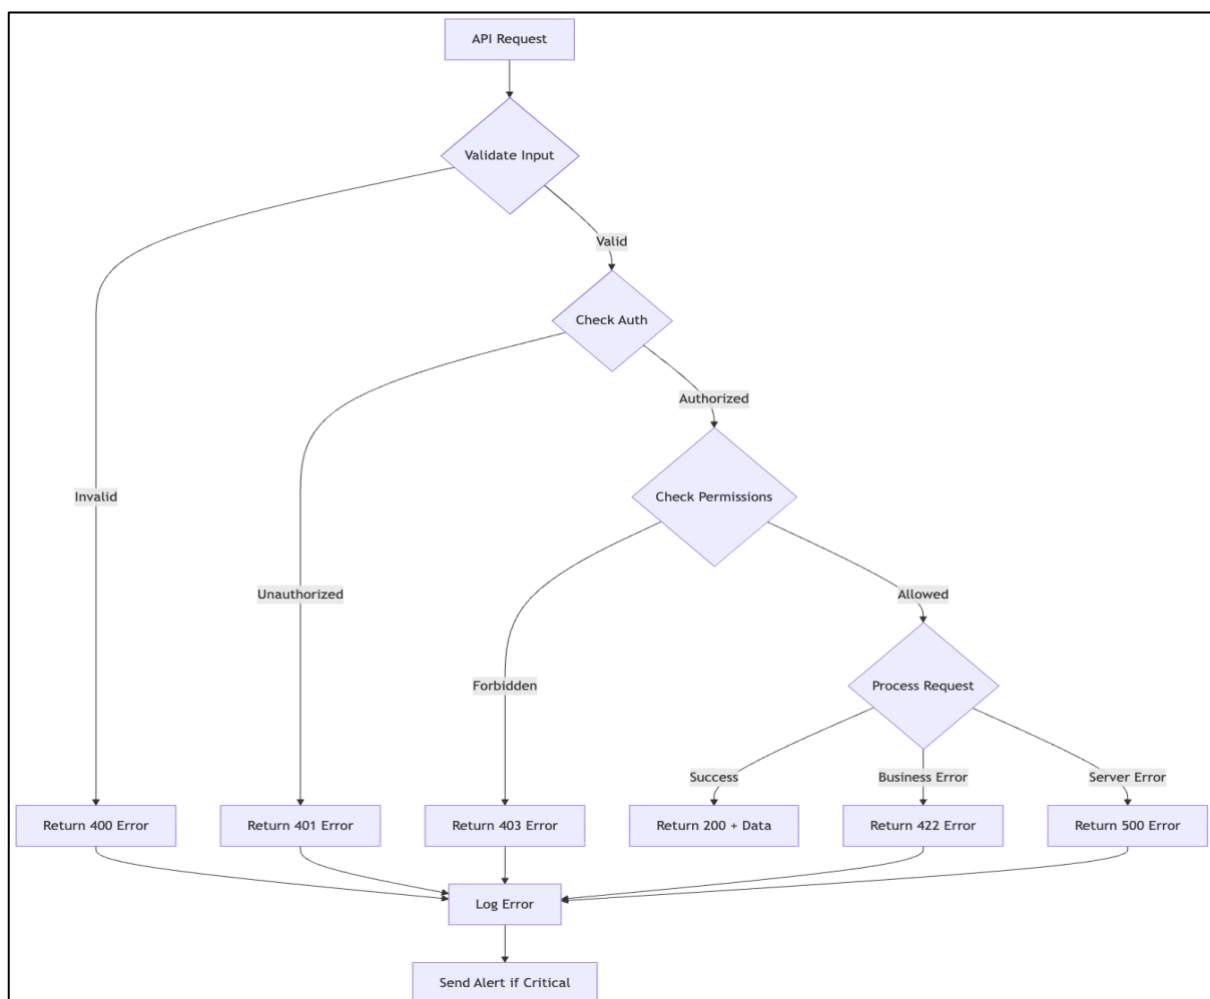 API Request
Validate Input
Valid
Check Auth
Authorized
Check Permissions
Invalid
Unauthorized
Allowed
Forbidden
Process Request
Success
Business Error
Server Error
Return 400 Error
Return 401 Error
Return 403 Error
Return 200 + Data
Return 422 Error
Return 500 Error
Log Error
Send Alert if Critical